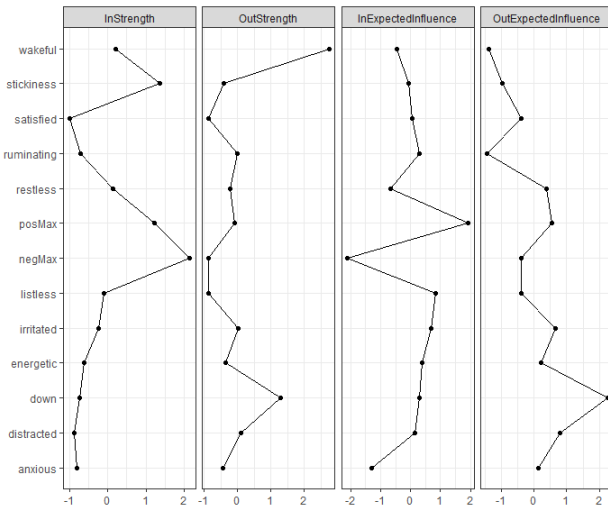 InStrength OutStrength InExpectedInfluence OutExpectedInfluence
wakeful
stickiness
satisfied
ruminating
restless
posMax
negMax
listless
irritated
energetic
down
distracted
anxious
-1 0 1 2 -1 0 1 2 -2 -1 0 1 2 -1 0 1 2